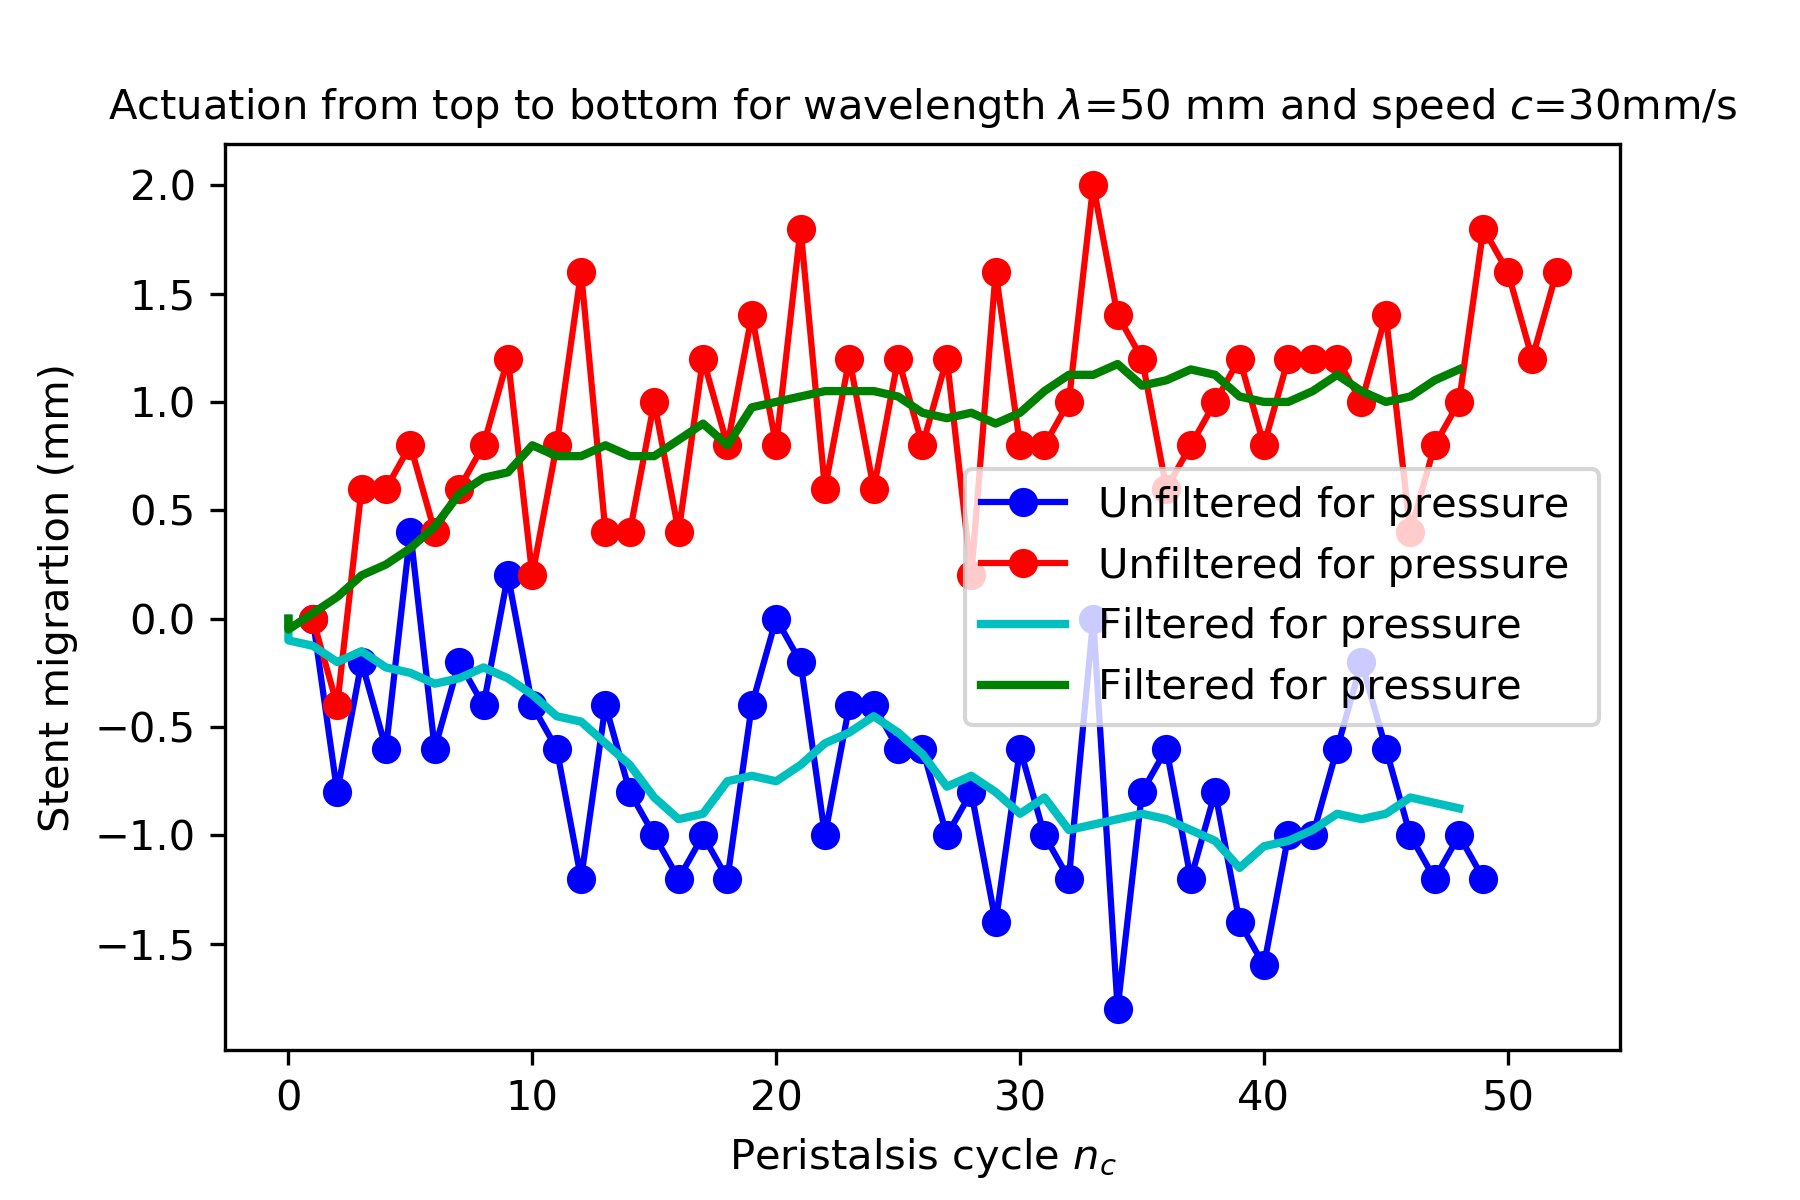 Actuation from top to bottom for wavelength λ=50 mm and speed c=30mm/s
Stent migrartion (mm)
2.0
1.5
1.0
0.5
0.0
−0.5
−1.0
−1.5
Unfiltered for pressure
Unfiltered for pressure
Filtered for pressure
Filtered for pressure
0 10 20 30 40 50
Peristalsis cycle n_c